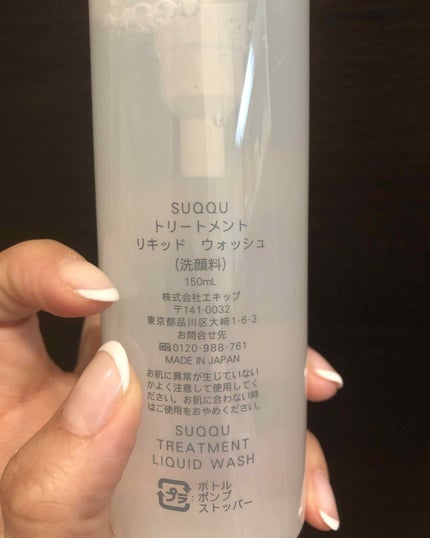 SUQQU
トリートメント
リキッド ウォッシュ
(洗顔料)
150mL
株式会社エキップ
〒141-0032
東京都品川区大崎1-6-3
お問合せ先
0120-988-761
MADE IN JAPAN
お肌に異常が生じていない
かよく注意して使用してく
ださい。お肌に合わない時
はご使用をおやめください。
SUQQU
TREATMENT
LIQUID WASH
プラ
:ボトル
ポンプ
ストッパー